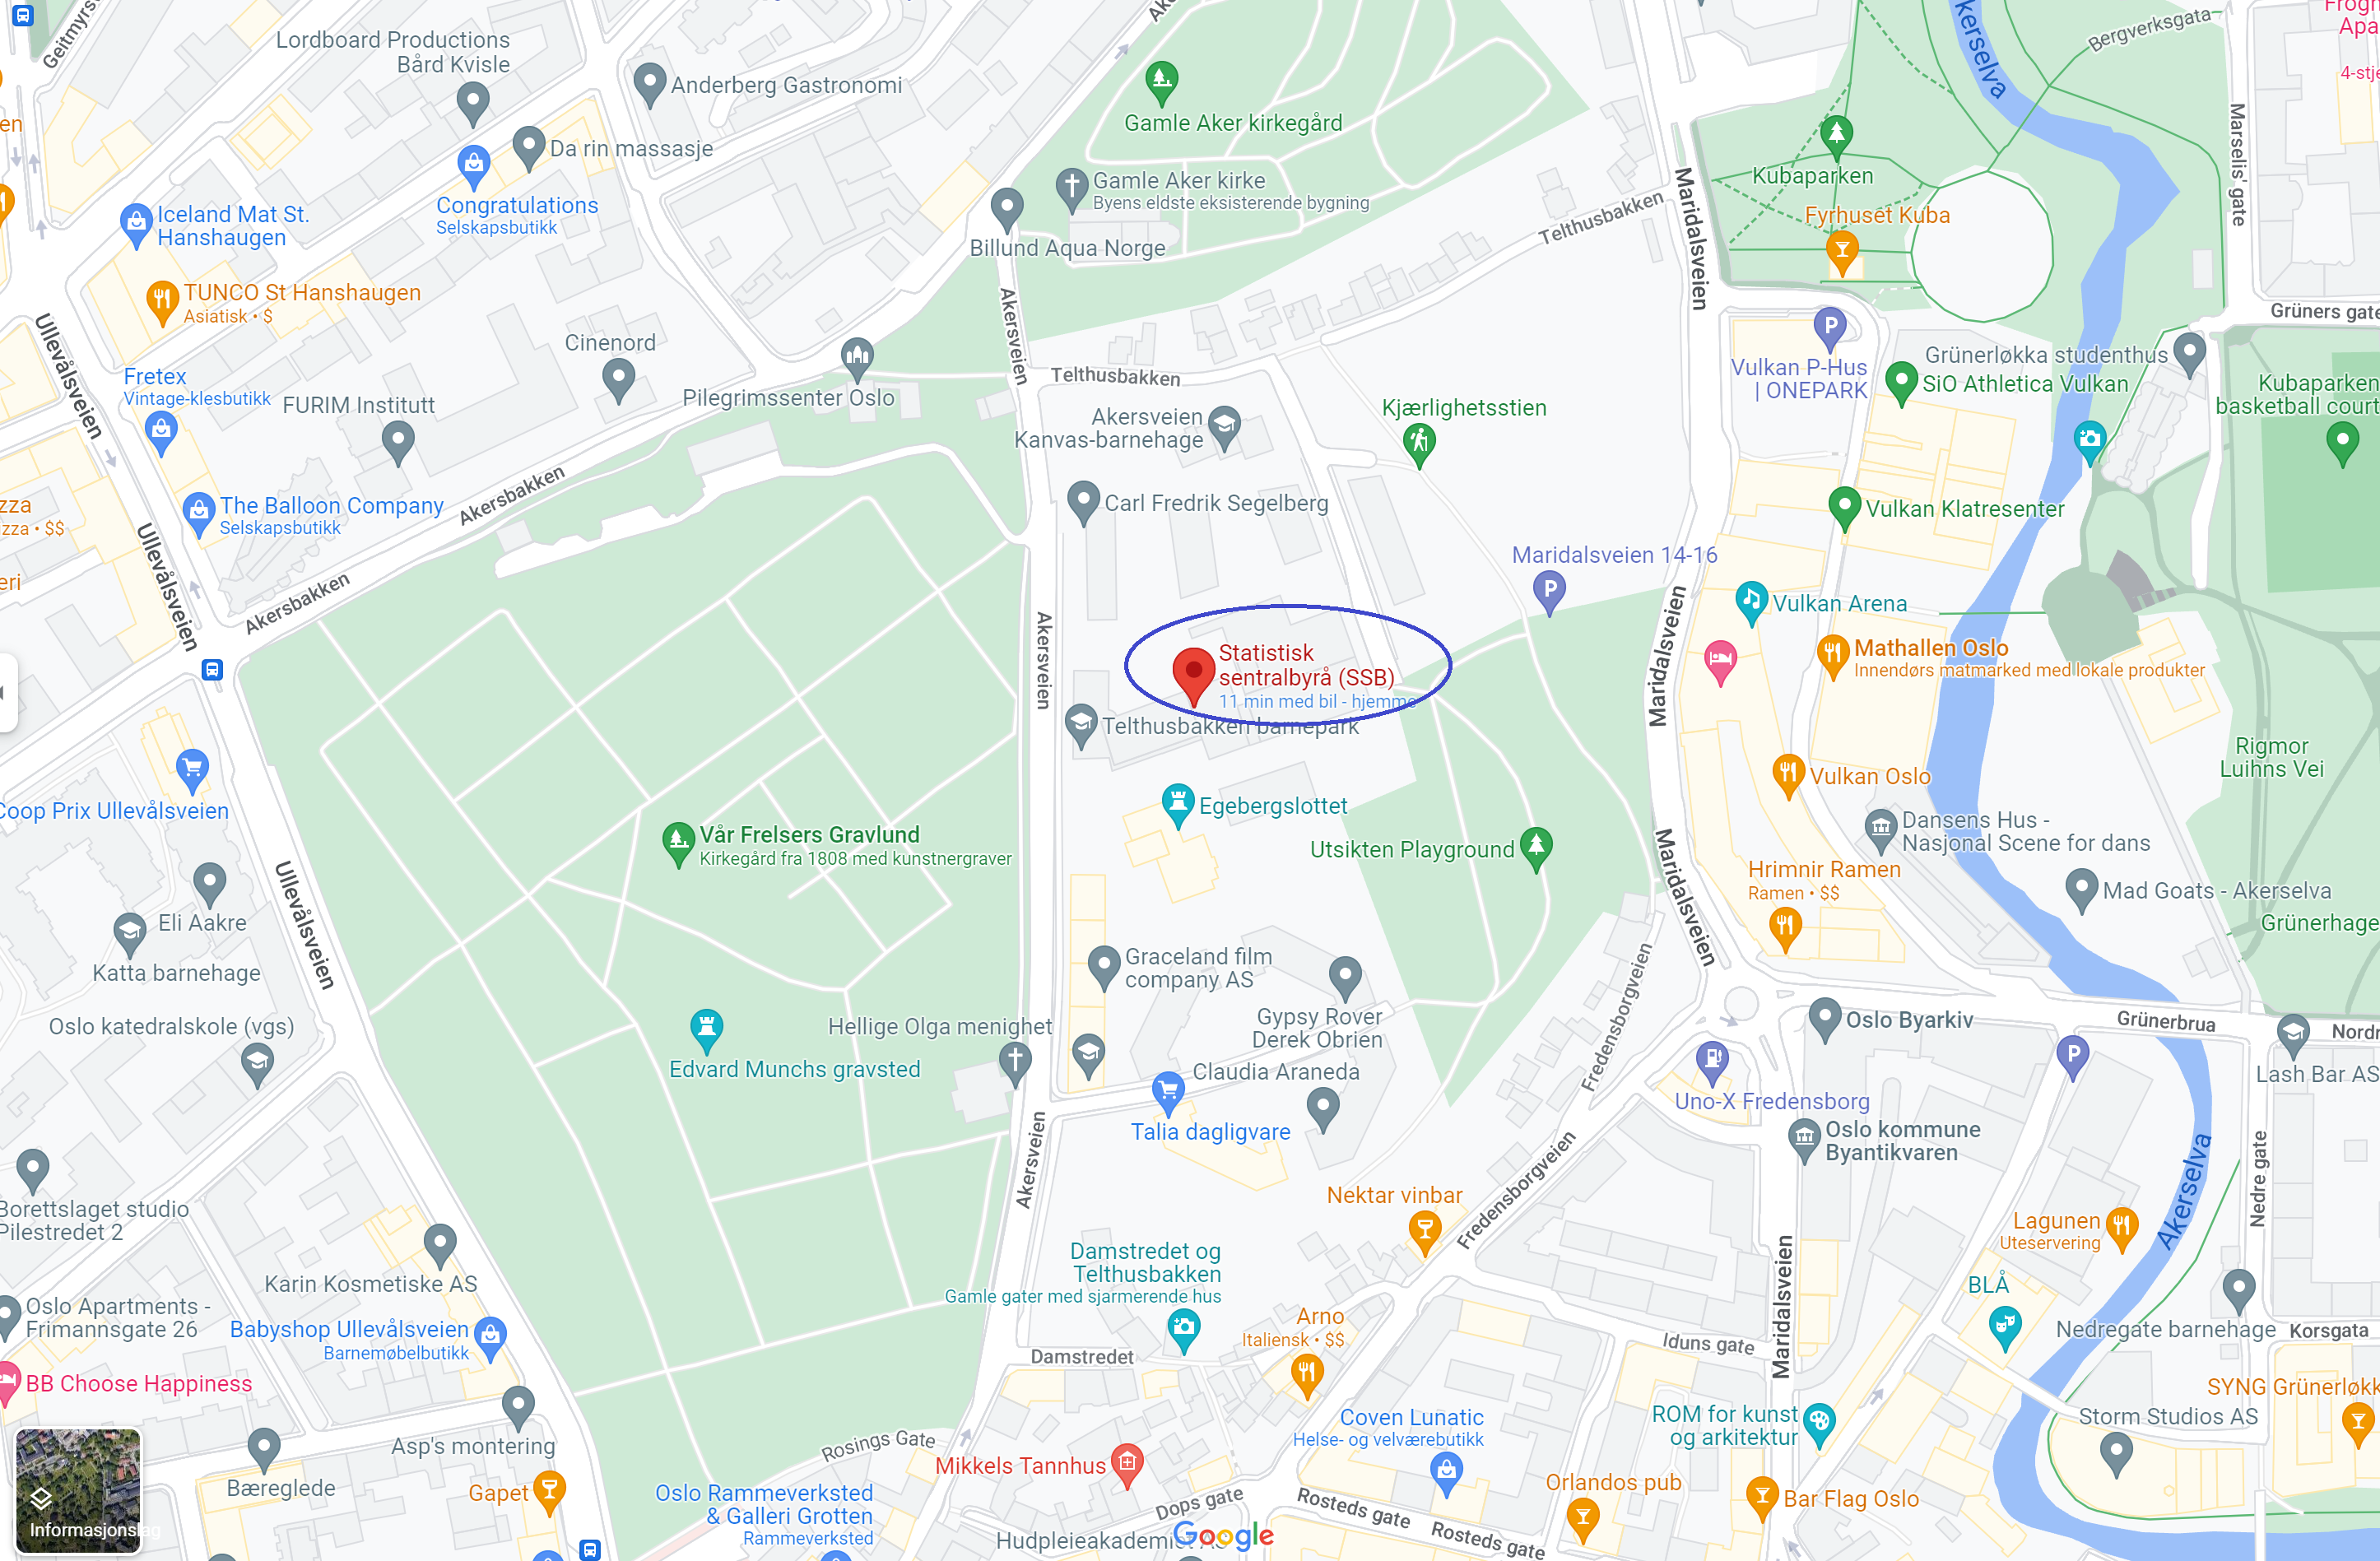 Geitmyrs
Lordboard Productions
Bård Kvisle
Anderberg Gastronomi
Da rin massasje
Congratulations
Selskapsbutikk
Iceland Mat St.
Hanshaugen
TUNCO St Hanshaugen
Asiatisk • $
Ullevålsveien
Fretex
Vintage-klesbutikk
FURIM Institutt
Cinenord
Pilegrimssenter Oslo
The Balloon Company
Selskapsbutikk
Akersbakken
zza
izza • $$
eri
en
Ullevålsveien
Akersbakken
Gamle Aker kirkegård
Gamle Aker kirke
Byens eldste eksisterende bygning
Billund Aqua Norge
Akersveien
Telthusbakken
Telthusbakken
Akersveien
Kanvas-barnehage
Kjærlighetsstien
Carl Fredrik Segelberg
Maridalsveien 14-16
Akersveien
Statistisk
sentralbyrå (SSB)
11 min med bil - hjemme
Telthusbakken barnepark
Egebergslottet
Utsikten Playground
Akerselva
Bergverksgata
Frogn
Apa
4-stje
Marselis' gate
Kubaparken
Fyrhuset Kuba
Maridalsveien
Grüners gate
Vulkan P-Hus
| ONEPARK
Grünerløkka studenthus
SiO Athletica Vulkan
Kubaparken
basketball court
Vulkan Klatresenter
Vulkan Arena
Mathallen Oslo
Innendørs matmarked med lokale produkter
Maridalsveien
Rigmor
Luihns Vei
Vulkan Oslo
Dansens Hus -
Nasjonal Scene for dans
Hrimnir Ramen
Ramen • $$
Mad Goats - Akerselva
Grünerhage
Maridalsveien
Coop Prix Ullevålsveien
Vår Frelsers Gravlund
Kirkegård fra 1808 med kunstnergraver
Eli Aakre
Katta barnehage
Ullevålsveien
Oslo katedralskole (vgs)
Edvard Munchs gravsted
Hellige Olga menighet
Graceland film
company AS
Gypsy Rover
Derek Obrien
Claudia Araneda
Talia dagligvare
Fredensborgveien
Oslo Byarkiv
Grünerbrua
Nordr
Lash Bar AS
Uno-X Fredensborg
Oslo kommune
Byantikvaren
Akersveien
Fredensborgveien
Nektar vinbar
Akerselva
Nedre gate
Lagunen
Uteservering
Borettslaget studio
Pilestredet 2
Karin Kosmetiske AS
Oslo Apartments -
Frimannsgate 26
Babyshop Ullevålsveien
Barnemøbelbutikk
BB Choose Happiness
Damstredet og
Telthusbakken
Gamle gater med sjarmerende hus
Arno
Italiensk • $$
Damstredet
Iduns gate
Maridalsveien
BLÅ
Nedregate barnehage
Korsgata
SYNG Grünerløkk
Storm Studios AS
ROM for kunst
og arkitektur
Coven Lunatic
Helse- og velværebutikk
Asp's montering
Bæreglede
Gapet
Rosings Gate
Mikkels Tannhus
Oslo Rammeverksted
& Galleri Grotten
Rammeverksted
Dops gate
Rosteds gate
Rosteds gate
Orlandos pub
Bar Flag Oslo
Hudpleieakademiet AS
Google
Informasjonslag